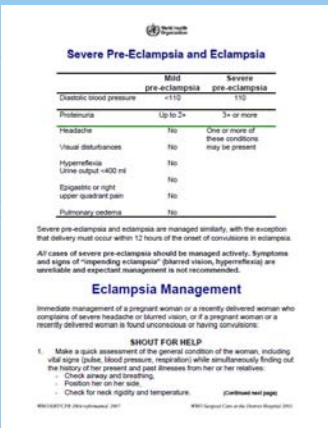 World Health
Organization
Severe Pre-Eclampsia and Eclampsia
Mild Severe
pre-eclampsia pre-eclampsia
Diastolic blood pressure <110 110
Proteinuria Up to 2+ 3+ or more
Headache No One or more of
these conditions
Visual disturbances No may be present
Hyperreflexia No
Urine output <400 ml
No
Epigastric or right
upper quadrant pain No
Pulmonary oedema No
Severe pre-eclampsia and eclampsia are managed similarly, with the exception
that delivery must occur within 12 hours of the onset of convulsions in eclampsia.
All cases of severe pre-eclampsia should be managed actively. Symptoms
and signs of "impending eclampsia" (blurred vision, hyperreflexia) are
unreliable and expectant management is not recommended.
Eclampsia Management
Immediate management of a pregnant woman or a recently delivered woman who
complains of severe headache or blurred vision, or if a pregnant woman or a
recently delivered woman is found unconscious or having convulsions:
SHOUT FOR HELP
1. Make a quick assessment of the general condition of the woman, including
vital signs (pulse, blood pressure, respiration) while simultaneously finding out
the history of her present and past illnesses from her or her relatives:
- Check airway and breathing,
- Position her on her side,
- Check for neck rigidity and temperature. (Continued next page)
WHO Surgical Care at the District Hospital 2003